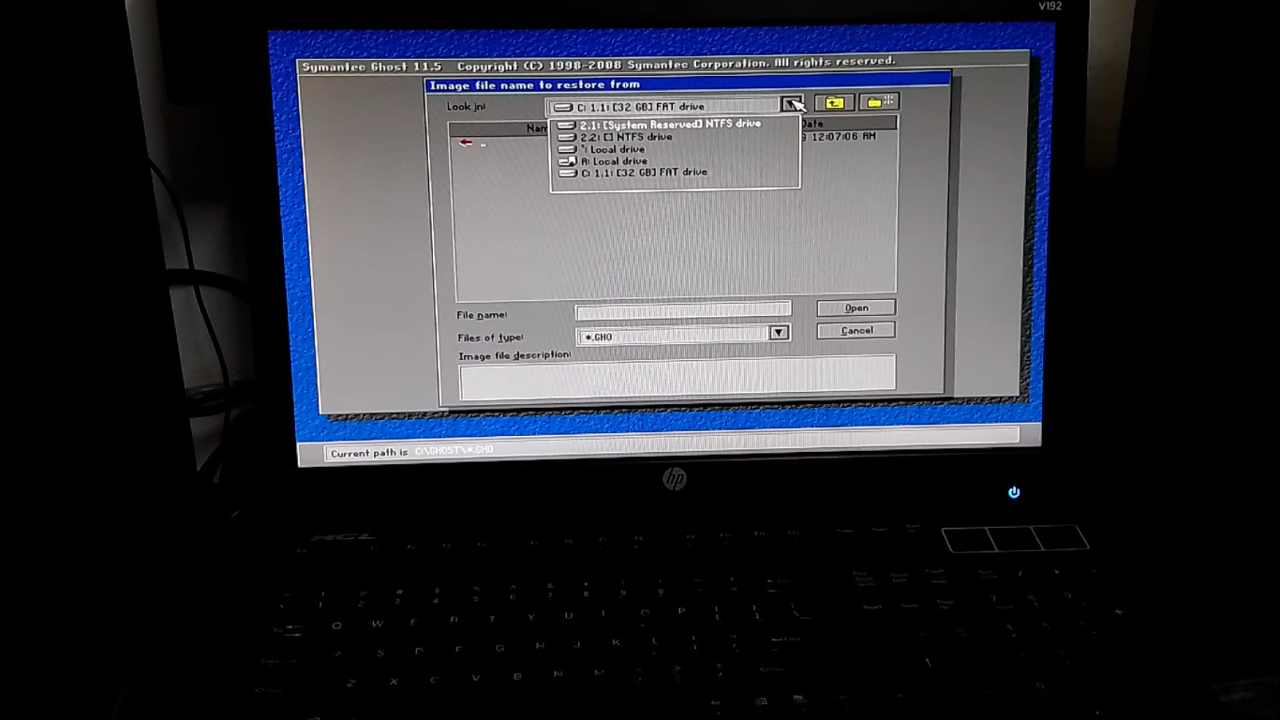 V192
Symantec Ghost 11.5 Copyright (C) 1998-2008 Symantec Corporation. All rights reserved.
Image file name to restore from
Look in:
C: 1.1: [32 GB] FAT drive
Nam
Date
2.1: [System Reserved] NTFS drive
2.2: [] NTFS drive
3 12:07:06 AM
..
*: Local drive
A: Local drive
C: 1.1: [32 GB] FAT drive
File name:
Open
Files of type:
*.GHO
Cancel
Image file description:
Current path is C:\GHOST\*.GHO
hp
HCL
Q W E R T Y U I O P
A S D F G H J K L
Z X C V B N M